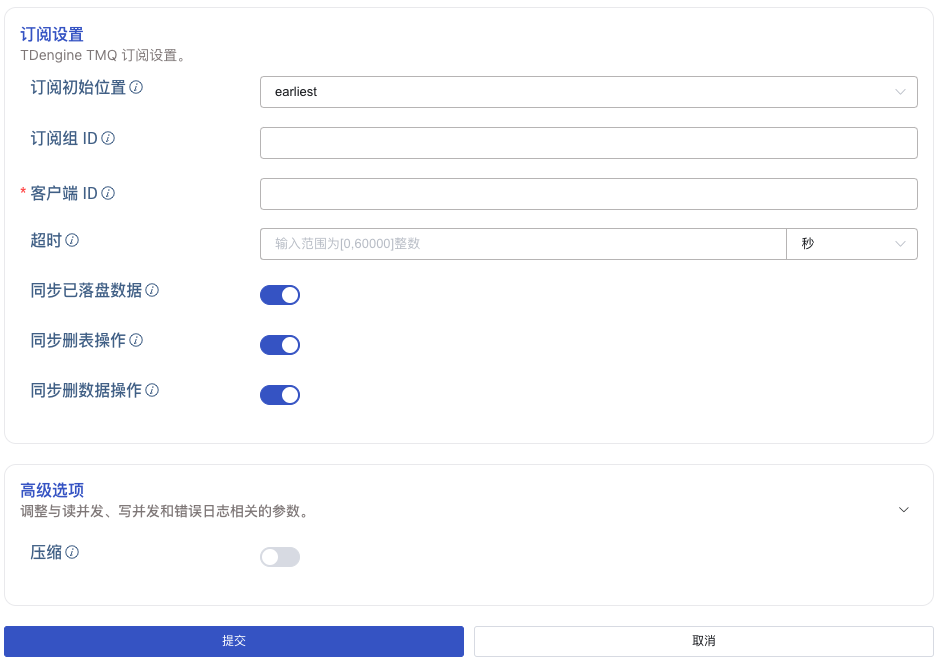 订阅设置
TDengine TMQ 订阅设置。
订阅初始位置
earliest
订阅组 ID
* 客户端 ID
超时
输入范围为[0,60000]整数
秒
同步已落盘数据
同步删表操作
同步删数据操作
高级选项
调整与读并发、写并发和错误日志相关的参数。
压缩
提交
取消